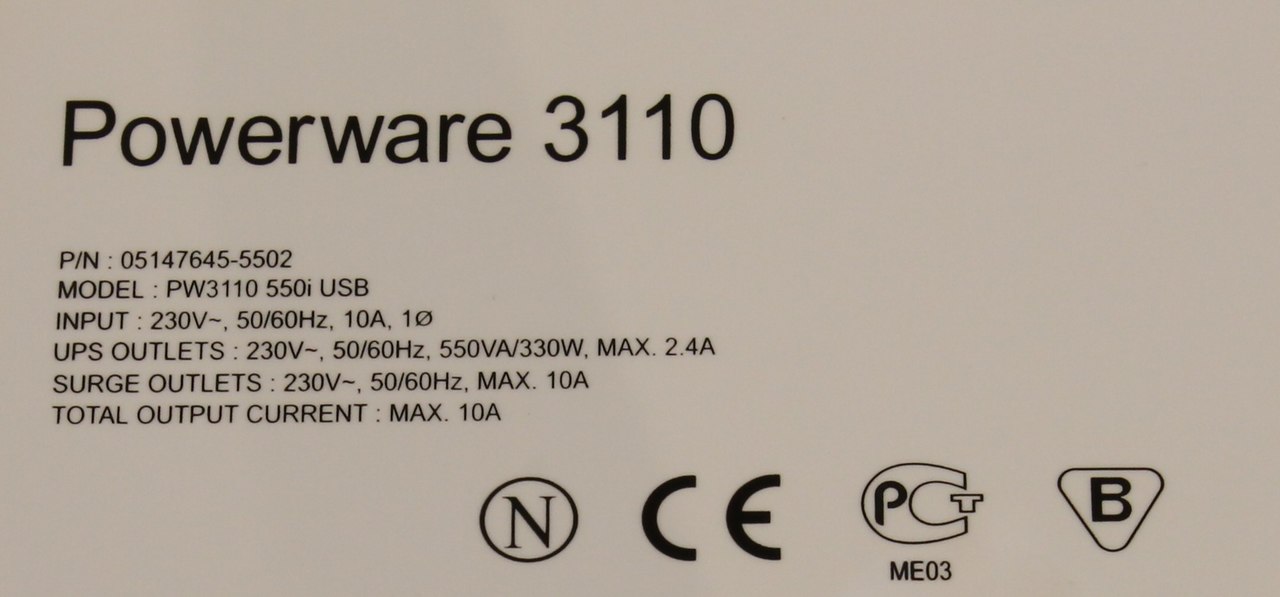 Powerware 3110
P/N : 05147645-5502
MODEL : PW3110 550i USB
INPUT : 230V~, 50/60Hz, 10A, 1Ø
UPS OUTLETS : 230V~, 50/60Hz, 550VA/330W, MAX. 2.4A
SURGE OUTLETS : 230V~, 50/60Hz, MAX. 10A
TOTAL OUTPUT CURRENT : MAX. 10A
N CE PCT B
ME03